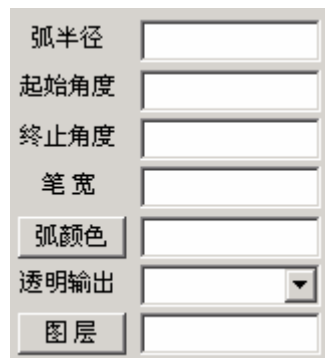 弧半径
起始角度
终止角度
笔 宽
弧颜色
透明输出
图 层